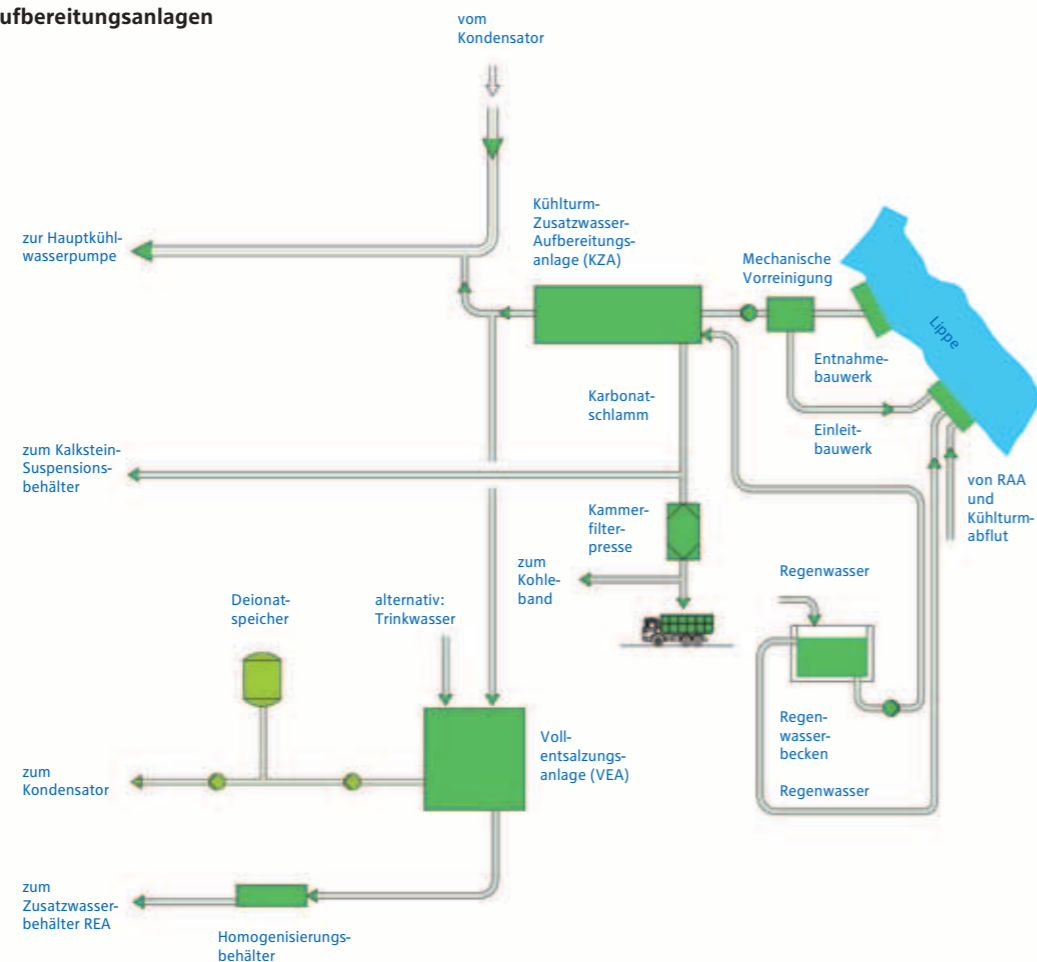 ufbereitungsanlagen
vom
Kondensator
Kühlturm-
Zusatzwasser-
Aufbereitungs-
anlage (KZA)
zur Hauptkühl-
wasserpumpe
Mechanische
Vorreinigung
Lippe
Entnahme-
bauwerk
Karbonat-
schlamm
Einleit-
bauwerk
zum Kalkstein-
Suspensions-
behälter
von RAA
und
Kühlturm-
abflut
Kammer-
filter-
presse
zum
Kohle-
band
Regenwasser
Deionat-
speicher
alternativ:
Trinkwasser
Regen-
wasser-
becken
Voll-
entsalzungs-
anlage (VEA)
zum
Kondensator
Regenwasser
zum
Zusatzwasser-
behälter REA
Homogenisierungs-
behälter